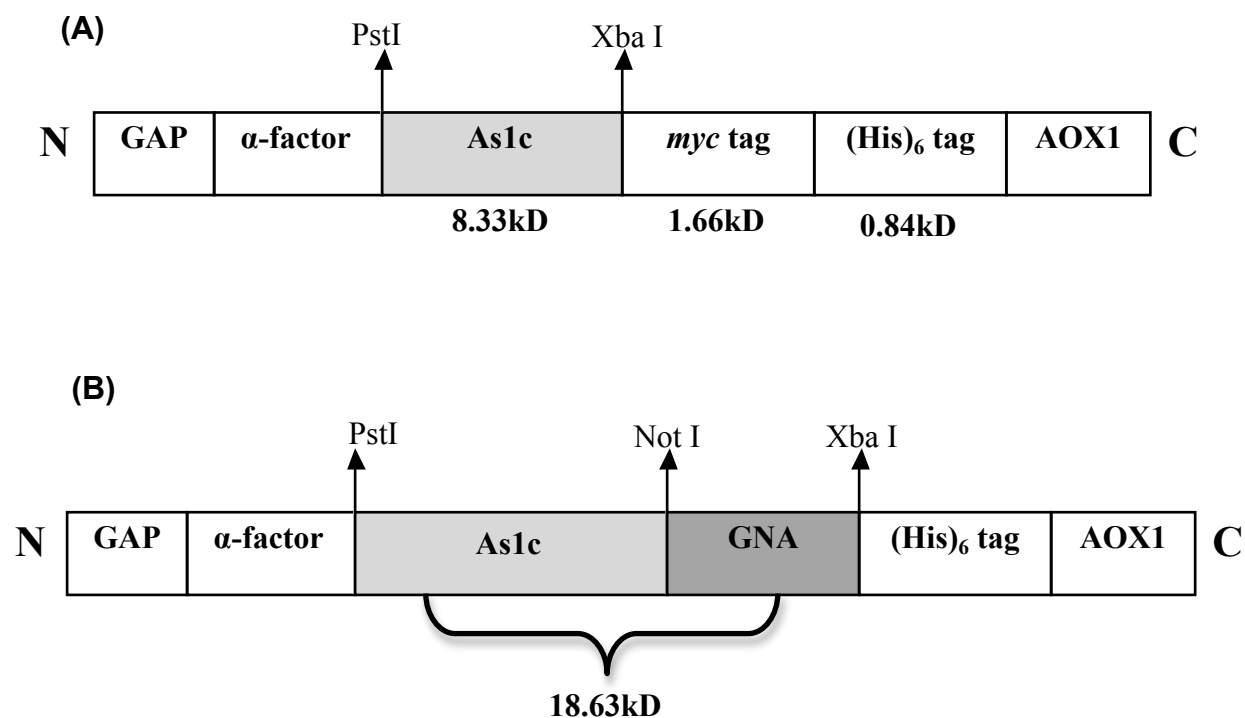 (A)
PstI Xba I
N GAP α-factor As1c myc tag (His)₆ tag AOX1 C
8.33kD 1.66kD 0.84kD
(B)
PstI Not I Xba I
N GAP α-factor As1c GNA (His)₆ tag AOX1 C
18.63kD